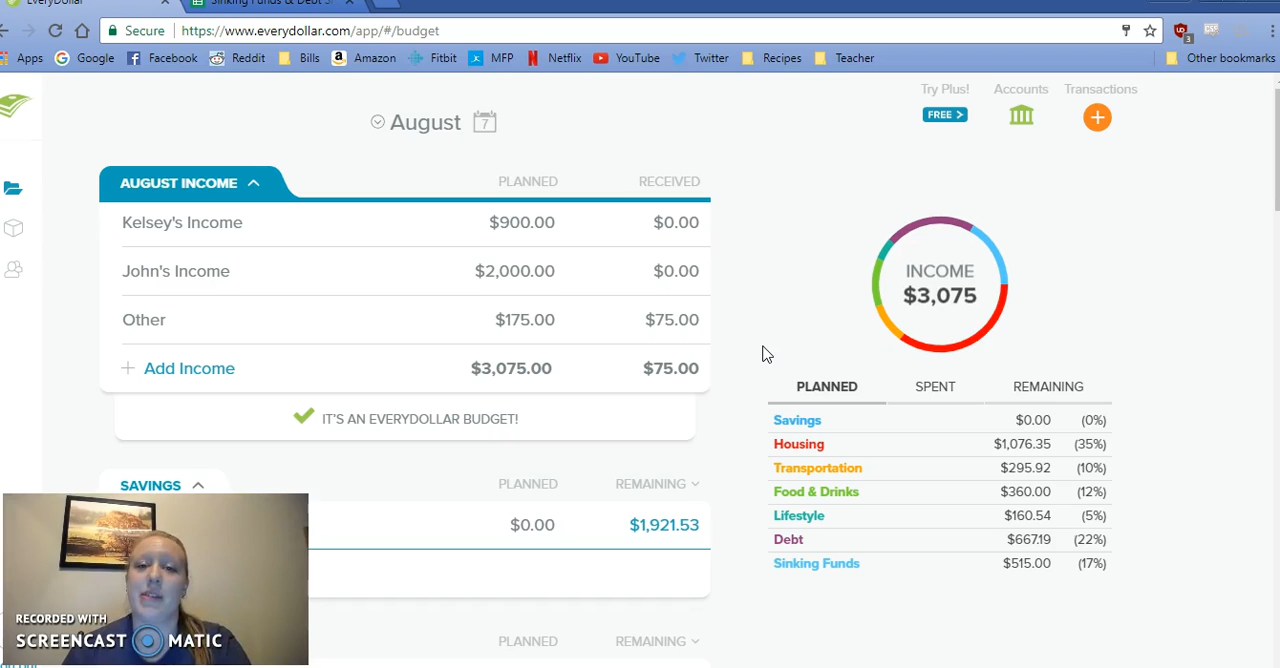 EveryDollar
Sinking Funds & Debt S
Secure https://www.everydollar.com/app/#/budget
Apps Google Facebook Reddit Bills Amazon Fitbit MFP Netflix YouTube Twitter Recipes Teacher Other bookmarks
Try Plus! Accounts Transactions
FREE >
August 7
AUGUST INCOME PLANNED RECEIVED
Kelsey's Income $900.00 $0.00
John's Income $2,000.00 $0.00
Other $175.00 $75.00
Add Income $3,075.00 $75.00
IT'S AN EVERYDOLLAR BUDGET!
SAVINGS PLANNED REMAINING
$0.00 $1,921.53
PLANNED REMAINING
INCOME
$3,075
PLANNED SPENT REMAINING
Savings $0.00 (0%)
Housing $1,076.35 (35%)
Transportation $295.92 (10%)
Food & Drinks $360.00 (12%)
Lifestyle $160.54 (5%)
Debt $667.19 (22%)
Sinking Funds $515.00 (17%)
RECORDED WITH
SCREENCAST MATIC